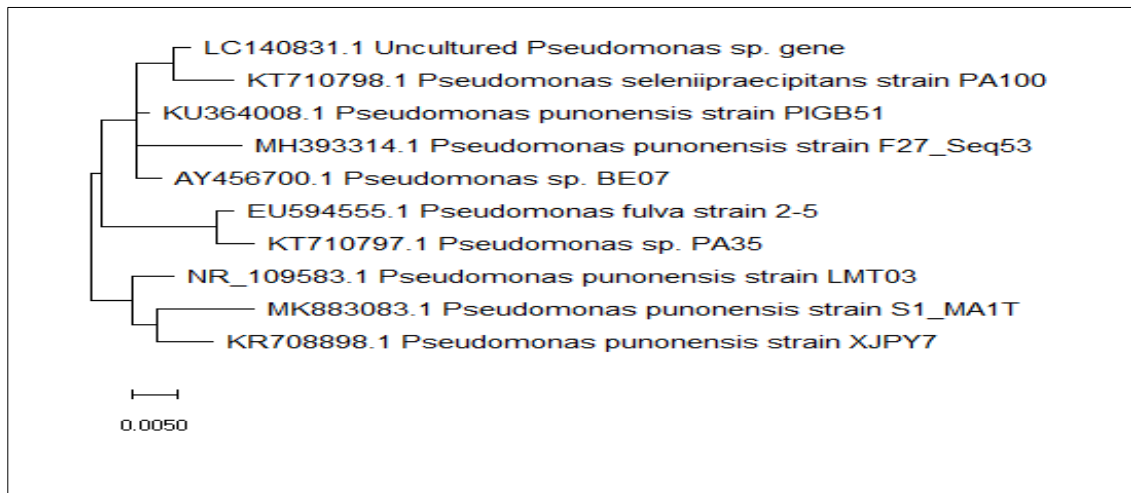 LC140831.1 Uncultured Pseudomonas sp. gene
KT710798.1 Pseudomonas seleniipraecipitans strain PA100
KU364008.1 Pseudomonas punonensis strain PIGB51
MH393314.1 Pseudomonas punonensis strain F27_Seq53
AY456700.1 Pseudomonas sp. BE07
EU594555.1 Pseudomonas fulva strain 2-5
KT710797.1 Pseudomonas sp. PA35
NR_109583.1 Pseudomonas punonensis strain LMT03
MK883083.1 Pseudomonas punonensis strain S1_MA1T
KR708898.1 Pseudomonas punonensis strain XJPY7
0.0050